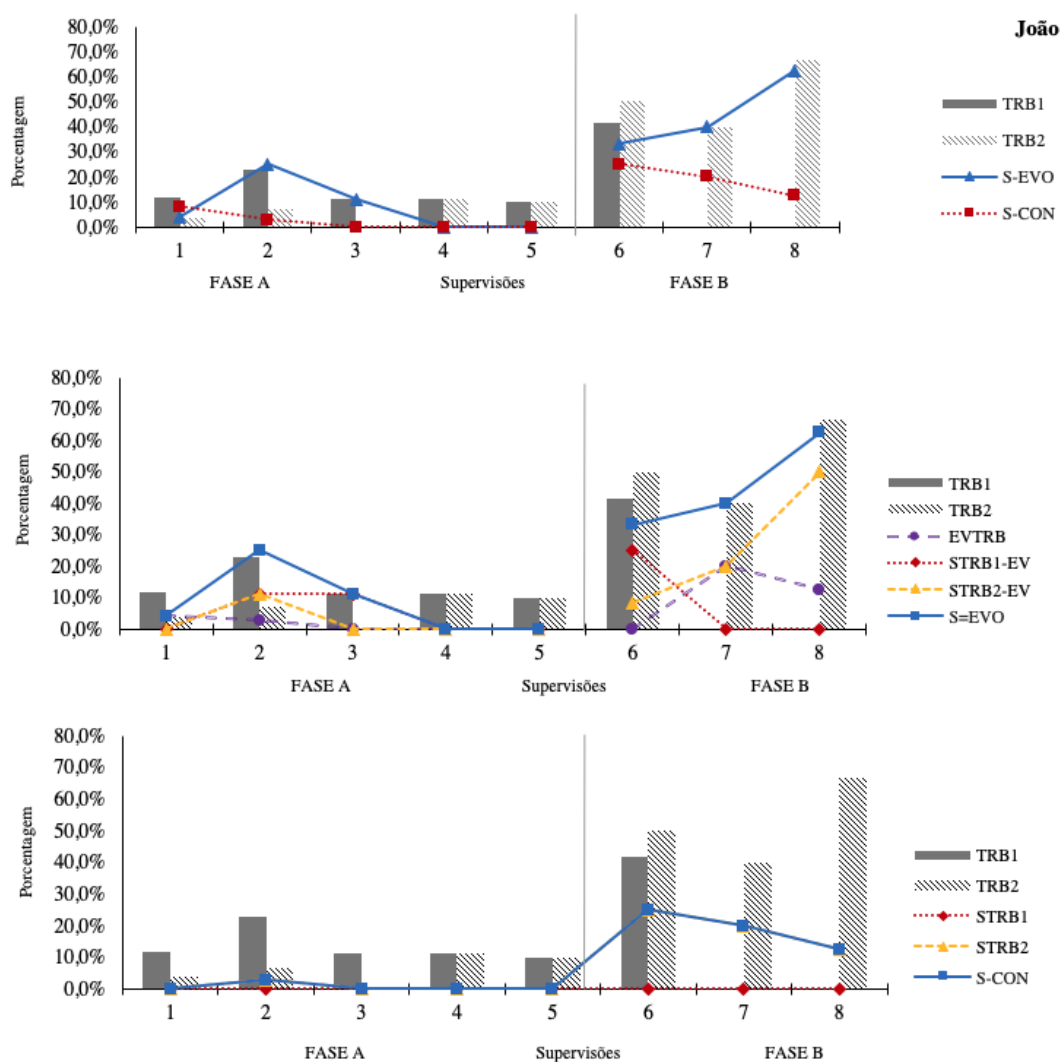 João
Porcentagem
80,0%
70,0%
60,0%
50,0%
40,0%
30,0%
20,0%
10,0%
0,0%
1 2 3 4 5 6 7 8
FASE A Supervisões FASE B
TRB1
TRB2
S-EVO
S-CON
Porcentagem
80,0%
70,0%
60,0%
50,0%
40,0%
30,0%
20,0%
10,0%
0,0%
1 2 3 4 5 6 7 8
FASE A Supervisões FASE B
TRB1
TRB2
EVTRB
STRB1-EV
STRB2-EV
S=EVO
Porcentagem
80,0%
70,0%
60,0%
50,0%
40,0%
30,0%
20,0%
10,0%
0,0%
1 2 3 4 5 6 7 8
FASE A Supervisões FASE B
TRB1
TRB2
STRB1
STRB2
S-CON